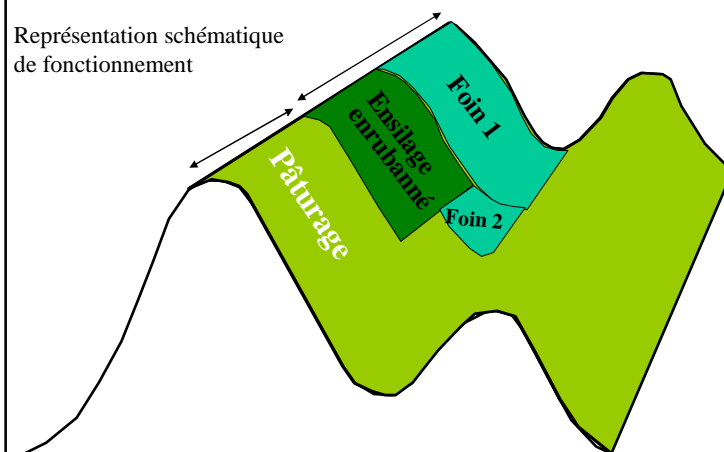 Représentation schématique
de fonctionnement
Foin 1
Ensilage
enrubanné
Pâturage
Foin 2